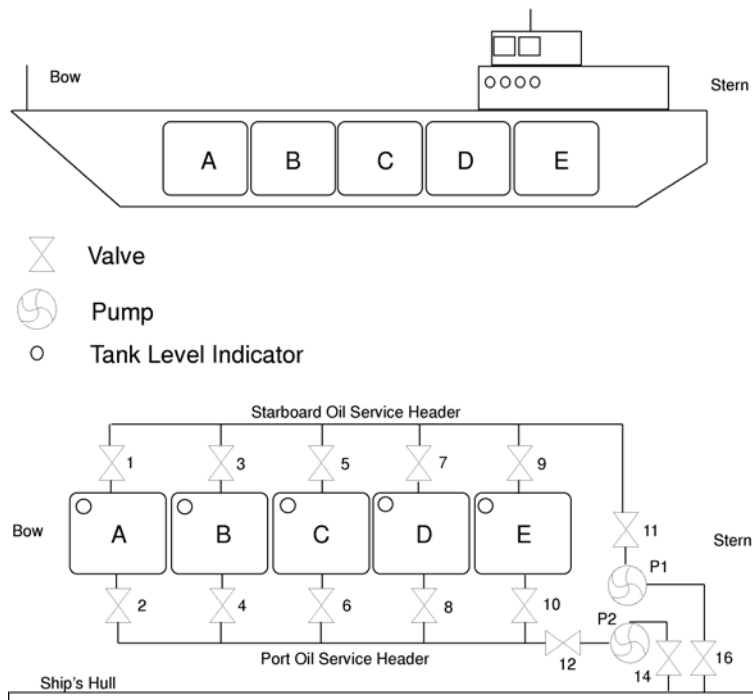 Bow
Stern
A B C D E
Valve
Pump
Tank Level Indicator
Starboard Oil Service Header
1 3 5 7 9
Bow
A B C D E
11
Stern
P1
2 4 6 8 10
P2
Port Oil Service Header
12
14 16
Ship's Hull